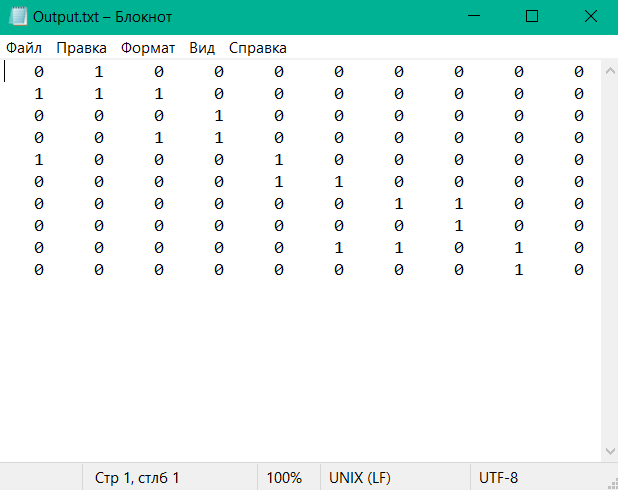 Output.txt – Блокнот
Файл Правка Формат Вид Справка
0 1 0 0 0 0 0 0 0 0
1 1 1 0 0 0 0 0 0 0
0 0 0 1 0 0 0 0 0 0
0 0 1 1 0 0 0 0 0 0
1 0 0 0 1 0 0 0 0 0
0 0 0 0 1 1 0 0 0 0
0 0 0 0 0 0 1 1 0 0
0 0 0 0 0 0 0 1 0 0
0 0 0 0 0 1 1 0 1 0
0 0 0 0 0 0 0 0 1 0
Стр 1, стлб 1 100% UNIX (LF) UTF-8